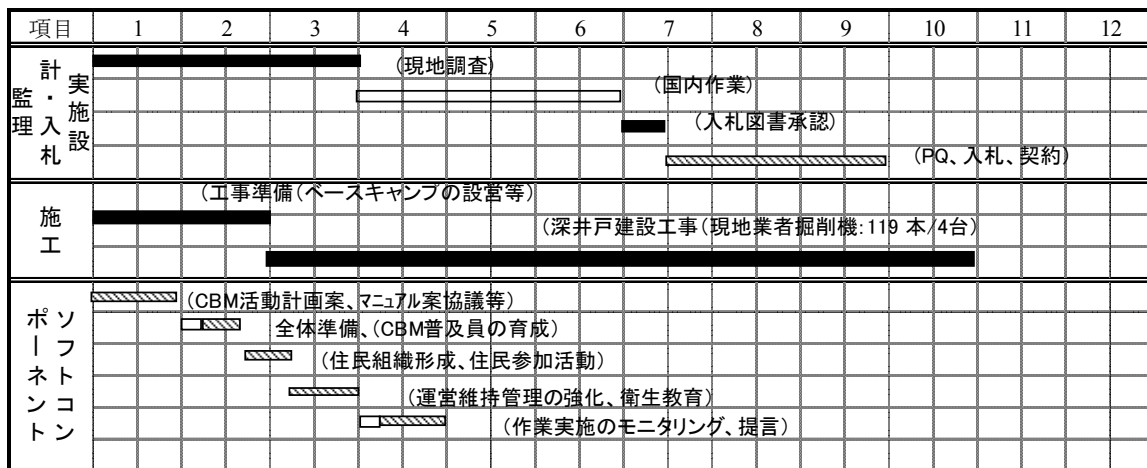 項目 1 2 3 4 5 6 7 8 9 10 11 12
実施設計・入札監理
(現地調査)
(国内作業)
(入札図書承認)
(PQ、入札、契約)
施工
(工事準備(ベースキャンプの設営等)
(深井戸建設工事(現地業者掘削機:119 本/4台)
ソフトコンポーネント
(CBM活動計画案、マニュアル案協議等)
全体準備、(CBM普及員の育成)
(住民組織形成、住民参加活動)
(運営維持管理の強化、衛生教育)
(作業実施のモニタリング、提言)